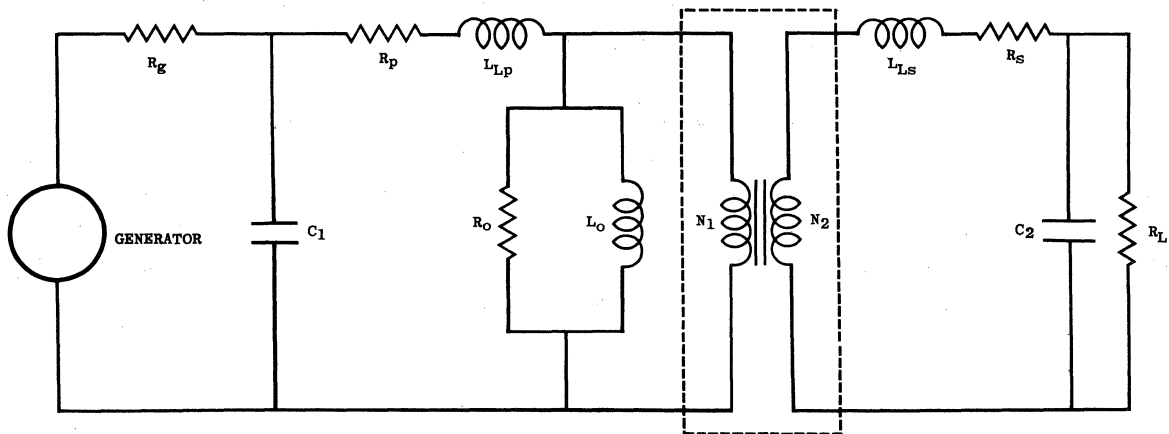 Rg
Rp
LLp
LLs
Rs
GENERATOR
C1
Ro
Lo
N1
N2
C2
RL